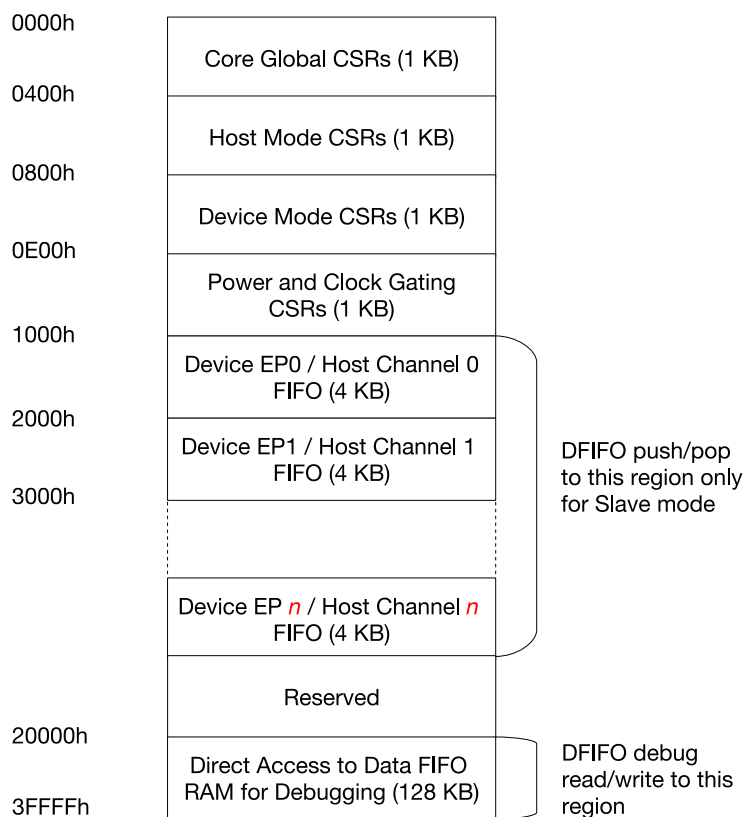 0000h
Core Global CSRs (1 KB)
0400h
Host Mode CSRs (1 KB)
0800h
Device Mode CSRs (1 KB)
0E00h
Power and Clock Gating
CSRs (1 KB)
1000h
Device EP0 / Host Channel 0
FIFO (4 KB)
2000h
Device EP1 / Host Channel 1
FIFO (4 KB)
3000h
DFIFO push/pop
to this region only
for Slave mode
Device EP n / Host Channel n
FIFO (4 KB)
Reserved
20000h
Direct Access to Data FIFO
RAM for Debugging (128 KB)
3FFFFh
DFIFO debug
read/write to this
region